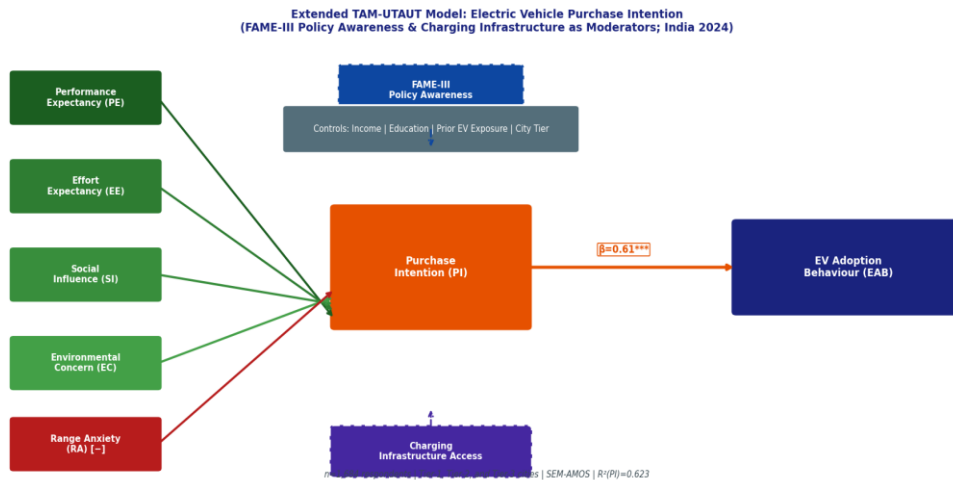 Extended TAM-UTAUT Model: Electric Vehicle Purchase Intention
(FAME-III Policy Awareness & Charging Infrastructure as Moderators; India 2024)
Performance
Expectancy (PE)
Effort
Expectancy (EE)
Social
Influence (SI)
Environmental
Concern (EC)
Range Anxiety
(RA) [−]
FAME-III
Policy Awareness
Controls: Income | Education | Prior EV Exposure | City Tier
Purchase
Intention (PI)
β=0.61***
EV Adoption
Behaviour (EAB)
Charging
Infrastructure Access
| SEM-AMOS | R²(PI)=0.623